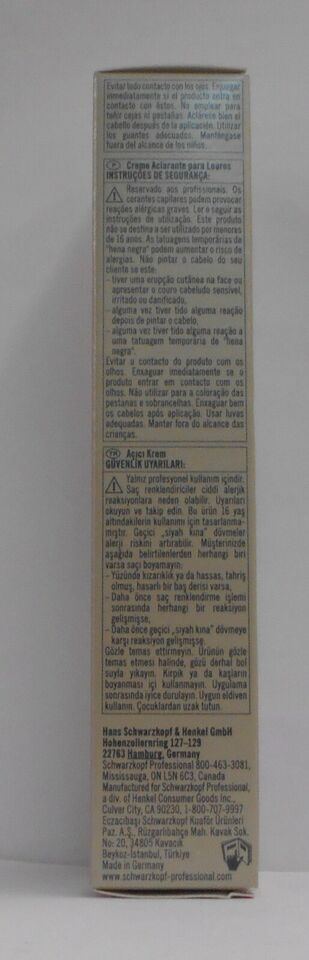 Evitar todo contacto con los ojos. Enjuagar
inmediatamente si el producto entra en
contacto con éstos. No emplear para
teñir cejas ni pestañas. Aclárese bien el
cabello después de la aplicación. Utilizar
los guantes adecuados. Manténgase
fuera del alcance de los niños.
P Creme Aclarante para Louros
INSTRUÇÕES DE SEGURANÇA:
Reservado aos profissionais. Os
corantes capilares podem provocar
reações alérgicas graves. Ler e seguir as
instruções de utilização. Este produto
não se destina a ser utilizado por menores
de 16 anos. As tatuagens temporárias de
"hena negra" podem aumentar o risco de
alergias. Não pintar o cabelo do seu
cliente se este:
- tiver uma erupção cutânea na face ou
apresentar o couro cabeludo sensível,
irritado ou danificado,
- alguma vez tiver tido alguma reação
depois de pintar o cabelo,
- alguma vez tiver tido alguma reação a
uma tatuagem temporária de "hena
negra".
Evitar o contacto do produto com os
olhos. Enxaguar imediatamente se o
produto entrar em contacto com os
olhos. Não utilizar para a coloração das
pestanas e sobrancelhas. Enxaguar bem
os cabelos após aplicação. Usar luvas
adequadas. Manter fora do alcance das
crianças.
TR Açıcı Krem
GÜVENLİK UYARILARI:
Yalnız profesyonel kullanım içindir.
Saç renklendiriciler ciddi alerjik
reaksiyonlara neden olabilir. Uyarıları
okuyun ve takip edin. Bu ürün 16 yaş
altındakilerin kullanımı için tasarlanma-
mıştır. Geçici „siyah kına” dövmeler
alerji riskini artırabilir. Müşterinizde
aşağıda belirtilenlerden herhangi biri
varsa saçı boyamayın:
- Yüzünde kızarıklık ya da hassas, tahriş
olmuş, hasarlı bir baş derisi varsa,
- Daha önce saç renklendirme işlemi
sonrasında herhangi bir reaksiyon
gelişmişse,
- Daha önce geçici „siyah kına” dövmeye
karşı reaksiyon gelişmişse.
Gözle temas ettirmeyin. Ürünün gözle
temas etmesi halinde, gözü derhal bol
suyla yıkayın. Kirpik ya da kaşların
boyanması içi kullanmayın. Uygulama
sonrasında iyice durulayın. Uygun eldiven
kullanın. Çocuklardan uzak tutun.
Hans Schwarzkopf & Henkel GmbH
Hohenzollernring 127-129
22763 Hamburg, Germany
Schwarzkopf Professional 800-463-3081,
Mississauga, ON L5N 6C3, Canada
Manufactured for Schwarzkopf Professional,
a div. of Henkel Consumer Goods Inc.,
Culver City, CA 90230, 1-800-707-9997
Eczacıbaşı Schwarzkopf Kuaför Ürünleri
Paz. A.Ş., Rüzgarlıbahçe Mah. Kavak Sok.
No: 20, 34805 Kavacık
Beykoz-İstanbul, Türkiye
Made in Germany
www.schwarzkopf-professional.com